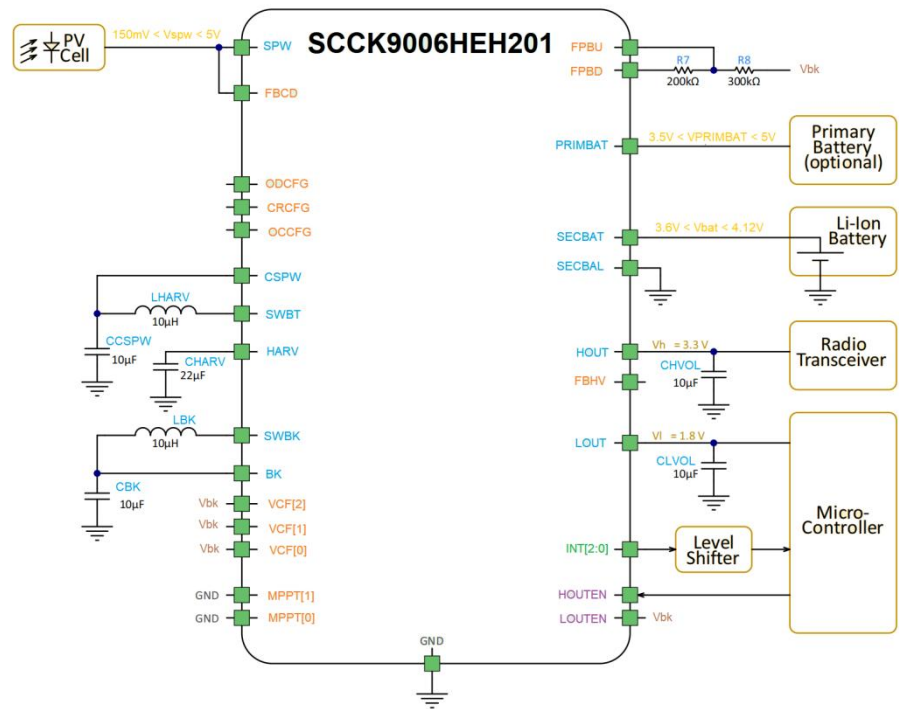 SCCK9006HEH201
PV
Cell
150mV < Vspw < 5V
SPW
FBCD
ODCFG
CRCFG
OCCFG
CSPW
LHARV
10µH
SWBT
CCSPW
10µF
CHARV
22µF
HARV
LBK
10µH
SWBK
BK
CBK
10µF
Vbk VCF[2]
Vbk VCF[1]
Vbk VCF[0]
GND MPPT[1]
GND MPPT[0]
GND
FPBU
FPBD
R7
200kΩ
R8
300kΩ
Vbk
PRIMBAT
3.5V < VPRIMBAT < 5V
Primary
Battery
(optional)
SECBAT
3.6V < Vbat < 4.12V
Li-Ion
Battery
SECBAL
HOUT
Vh = 3.3 V
CHVOL
10µF
Radio
Transceiver
FBHV
LOUT
Vl = 1.8 V
CLVOL
10µF
Micro-
Controller
INT[2:0]
Level
Shifter
HOUTEN
LOUTEN Vbk